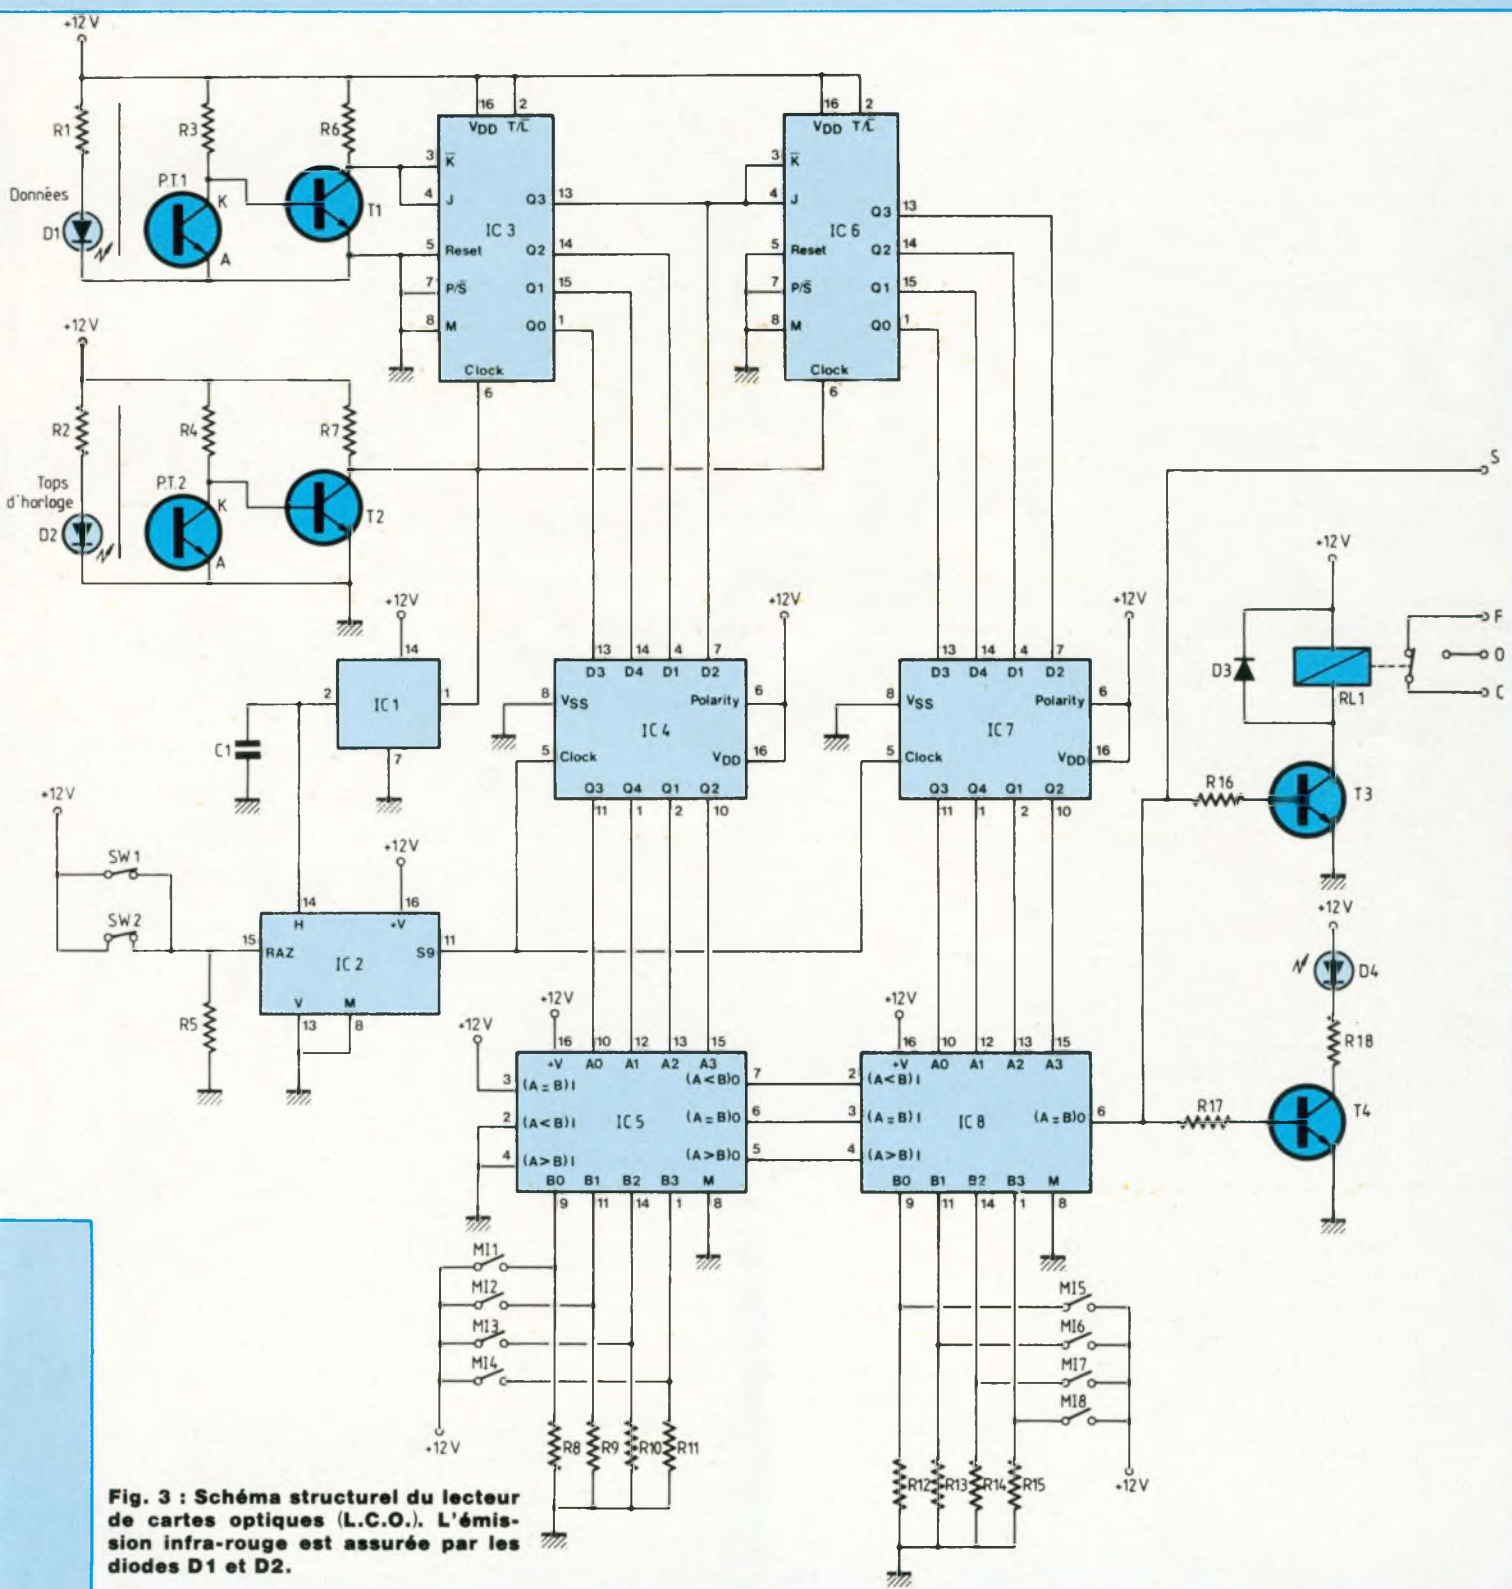 +12 V
R1
R3
R6
Données
D1
P.T.1
K
A
T1
16
2
VDD
T/L̅
3
K̅
4
J
IC 3
5
Reset
7
P/S̅
8
M
Q3
13
Q2
14
Q1
15
Q0
1
Clock
6
16
2
VDD
T/L̅
3
K̅
4
J
IC 6
5
Reset
7
P/S̅
8
M
Q3
13
Q2
14
Q1
15
Q0
1
Clock
6
+12 V
R2
R4
R7
Tops
d'horloge
D2
P.T.2
K
A
T2
+12V
14
2
IC 1
1
7
C1
+12V
13
14
4
7
D3
D4
D1
D2
8
VSS
Polarity
6
IC 4
5
Clock
VDD
16
Q3
Q4
Q1
Q2
11
1
2
10
+12V
13
14
4
7
D3
D4
D1
D2
8
VSS
Polarity
6
IC 7
5
Clock
VDD
16
Q3
Q4
Q1
Q2
11
1
2
10
S
+12 V
D3
RL1
F
O
C
R16
T3
+12V
SW1
SW2
+12V
14
16
H
+V
15
RAZ
IC 2
S9
11
V
M
13
8
R5
+12V
D4
R18
R17
T4
+12V
+12 V
16
10
12
13
15
+V
A0
A1
A2
A3
3
(A=B)I
2
(A<B)I
4
(A>B)I
IC 5
(A<B)O
7
(A=B)O
6
(A>B)O
5
B0
B1
B2
B3
M
9
11
14
1
8
+12V
16
10
12
13
15
+V
A0
A1
A2
A3
2
(A<B)I
3
(A=B)I
4
(A>B)I
IC 8
(A=B)O
6
B0
B1
B2
B3
M
9
11
14
1
8
MI1
MI2
MI3
MI4
+12 V
R8
R9
R10
R11
MI5
MI6
MI7
MI8
+12V
R12
R13
R14
R15
Fig. 3 : Schéma structurel du lecteur
de cartes optiques (L.C.O.). L'émis-
sion infra-rouge est assurée par les
diodes D1 et D2.